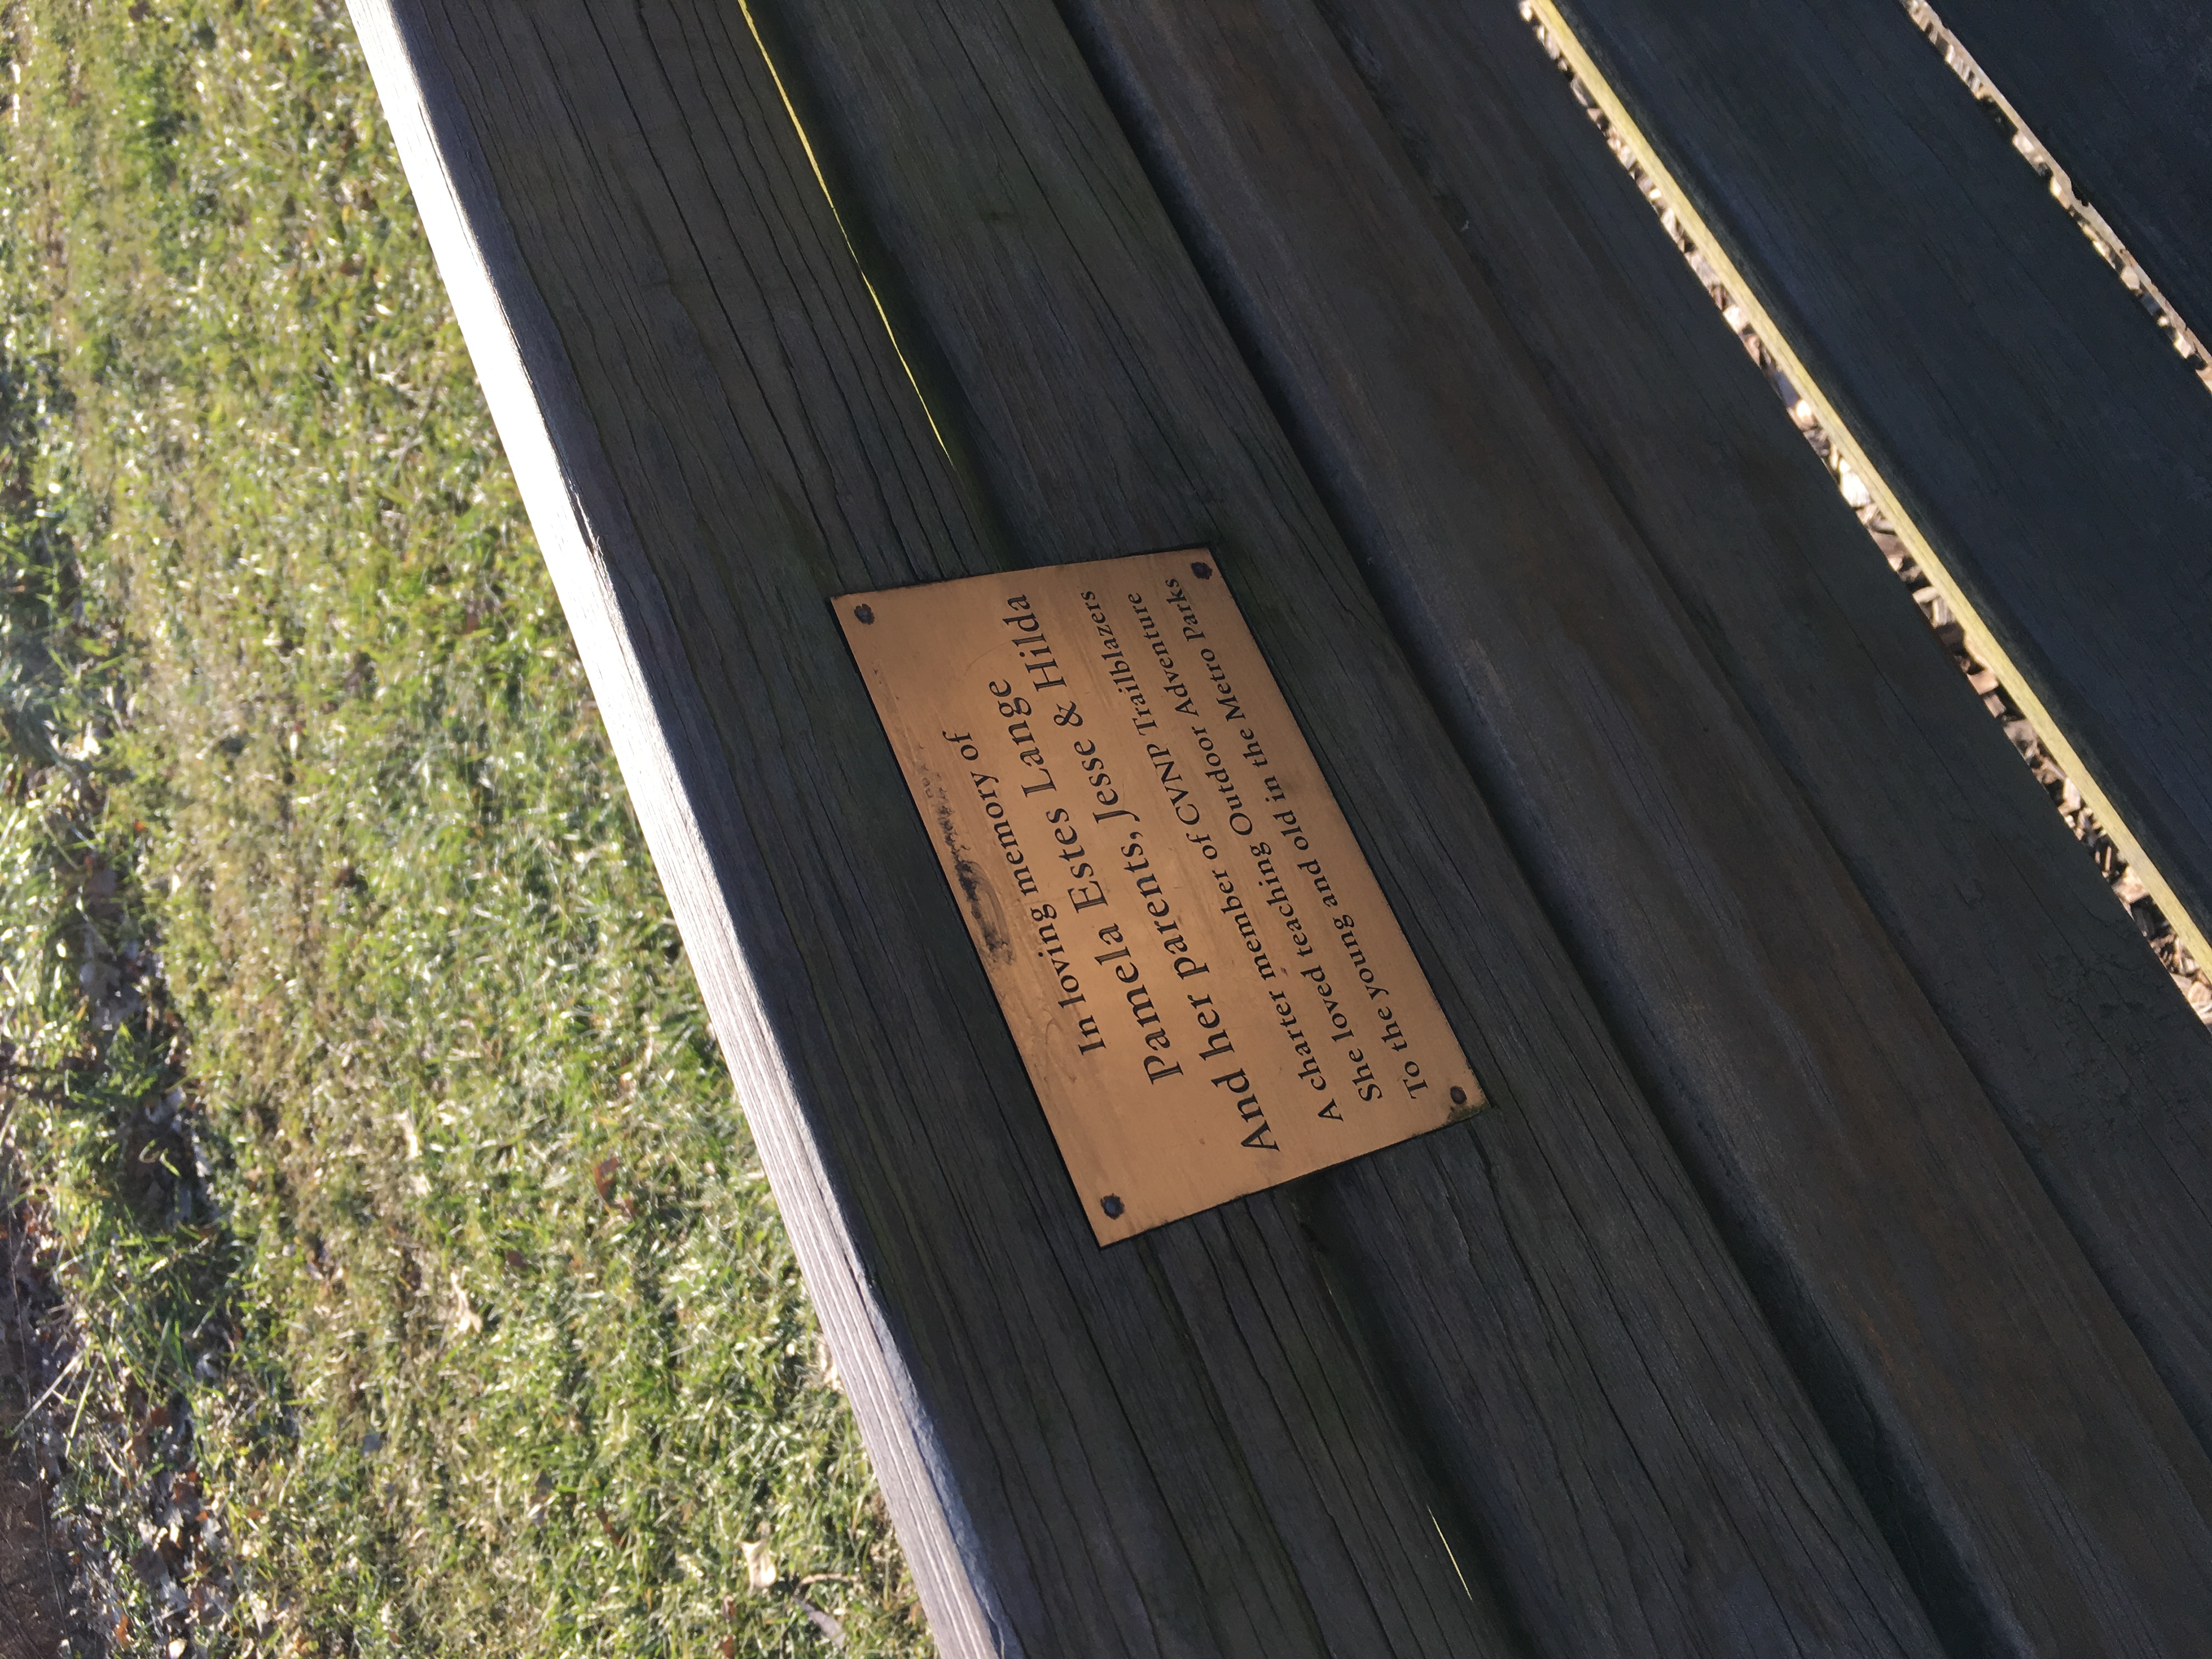 In loving memory of
Pamela Estes Lange
And her parents, Jesse & Hilda
A charter member of CVNP Trailblazers
She loved teaching Outdoor Adventure
To the young and old in the Metro Parks